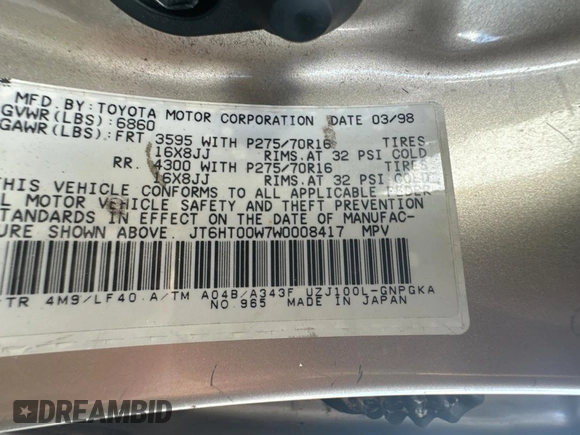 MFD. BY: TOYOTA MOTOR CORPORATION DATE 03/98
GVWR(LBS): 6860
GAWR(LBS): FRT 3595 WITH P275/70R16 TIRES
16X8JJ RIMS. AT 32 PSI COLD
RR. 4300 WITH P275/70R16 TIRES
16X8JJ RIMS. AT 32 PSI COLD
THIS VEHICLE CONFORMS TO ALL APPLICABLE
MOTOR VEHICLE SAFETY AND THEFT PREVENTION
STANDARDS IN EFFECT ON THE DATE OF MANUFAC-
URE SHOWN ABOVE. JT6HT00W7W0008417 MPV
TR 4M9/LF40 A/TM A04B/A343F UZJ100L-GNPGKA
NO. 965 MADE IN JAPAN
DREAMBID